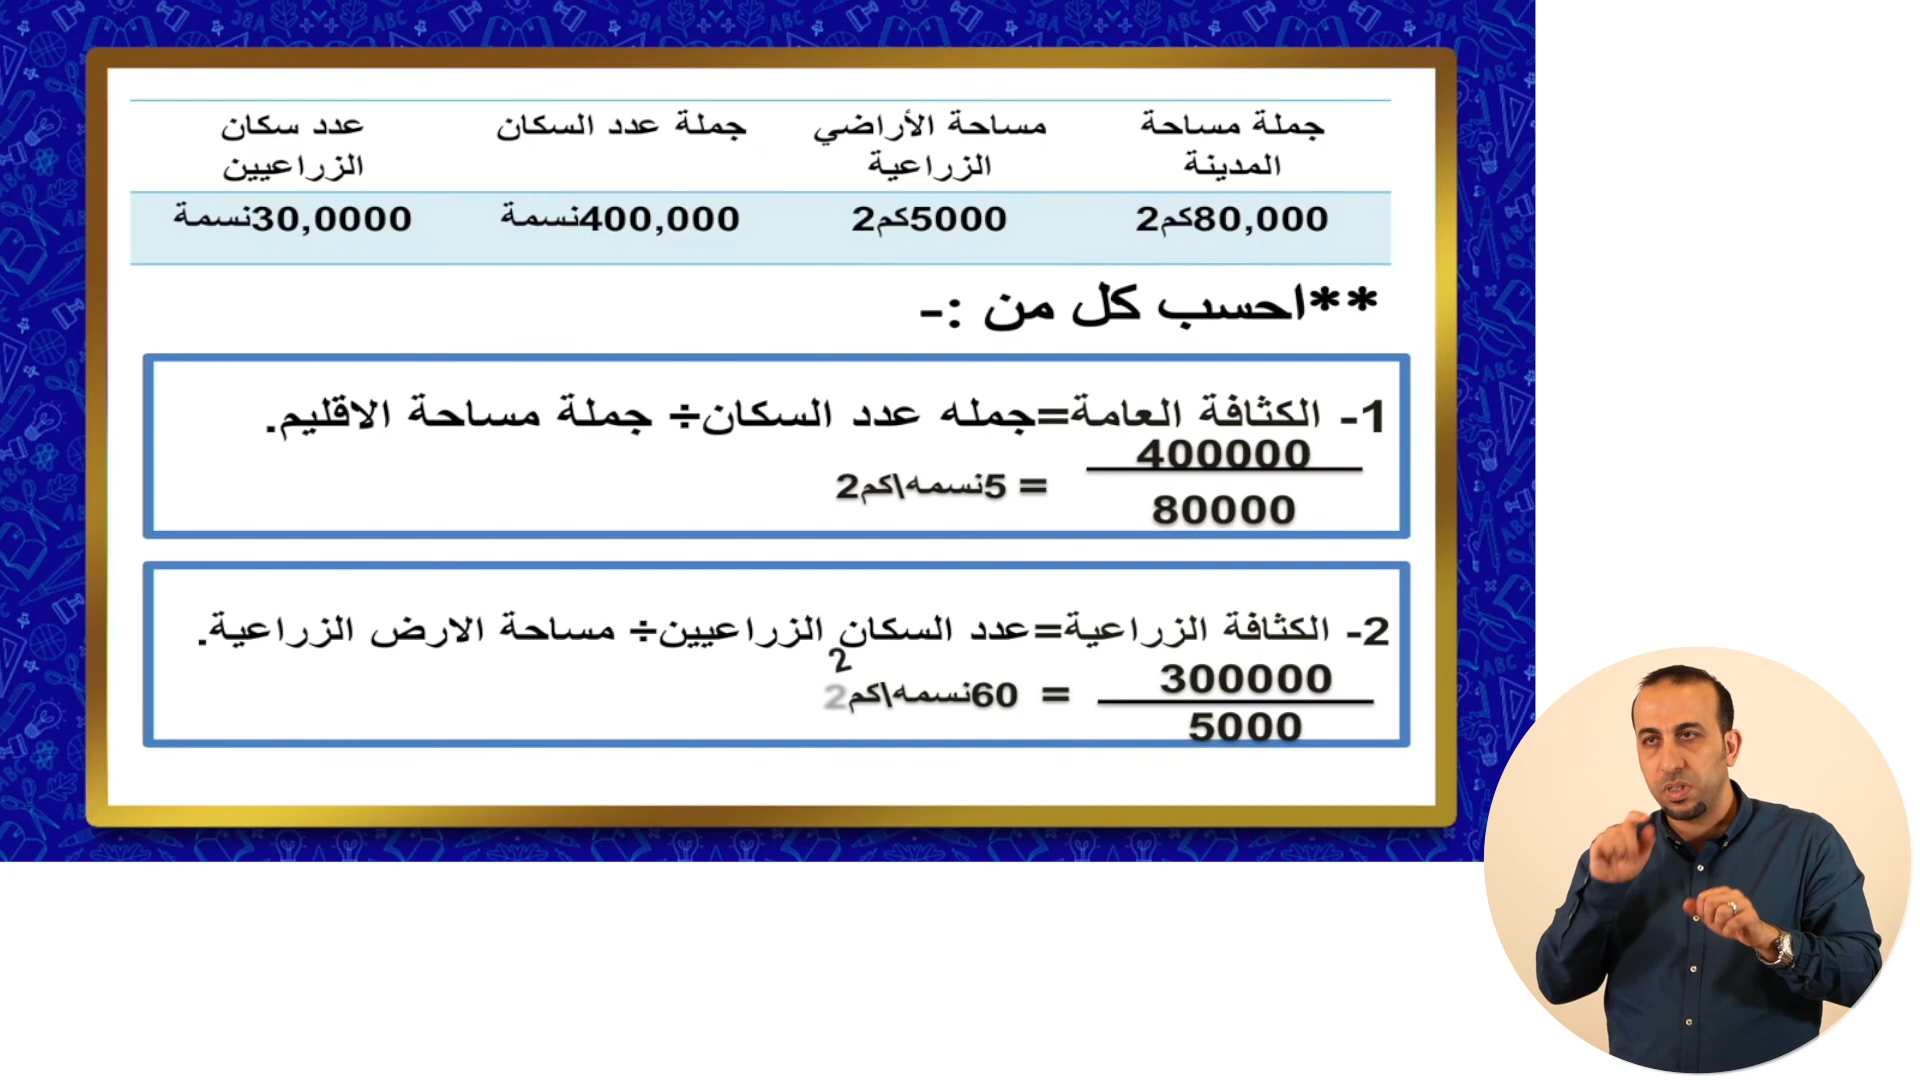 جملة مساحة المدينة
مساحة الأراضي الزراعية
جملة عدد السكان
عدد سكان الزراعيين
80,000كم2
5000كم2
400,000نسمة
30,0000نسمة
**احسب كل من :-
1- الكثافة العامة=جمله عدد السكان÷ جملة مساحة الاقليم.
400000
80000
= 5نسمه\كم2
2- الكثافة الزراعية=عدد السكان الزراعيين÷ مساحة الارض الزراعية.
300000
5000
= 60نسمه\كم2
2